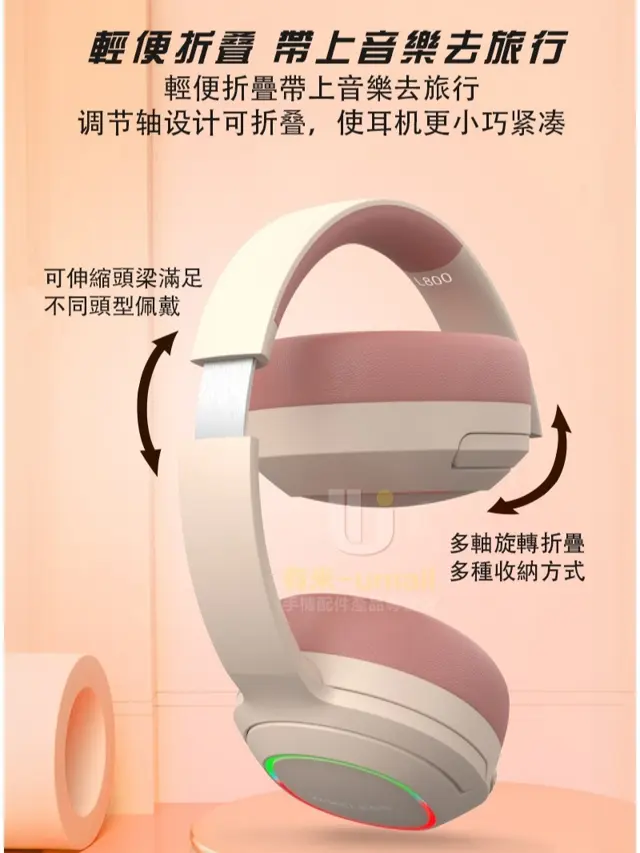 輕便折叠 帶上音樂去旅行
輕便折疊帶上音樂去旅行
调节轴设计可折叠，使耳机更小巧紧凑
可伸縮頭梁滿足
不同頭型佩戴
L800
多軸旋轉折疊
多種收納方式